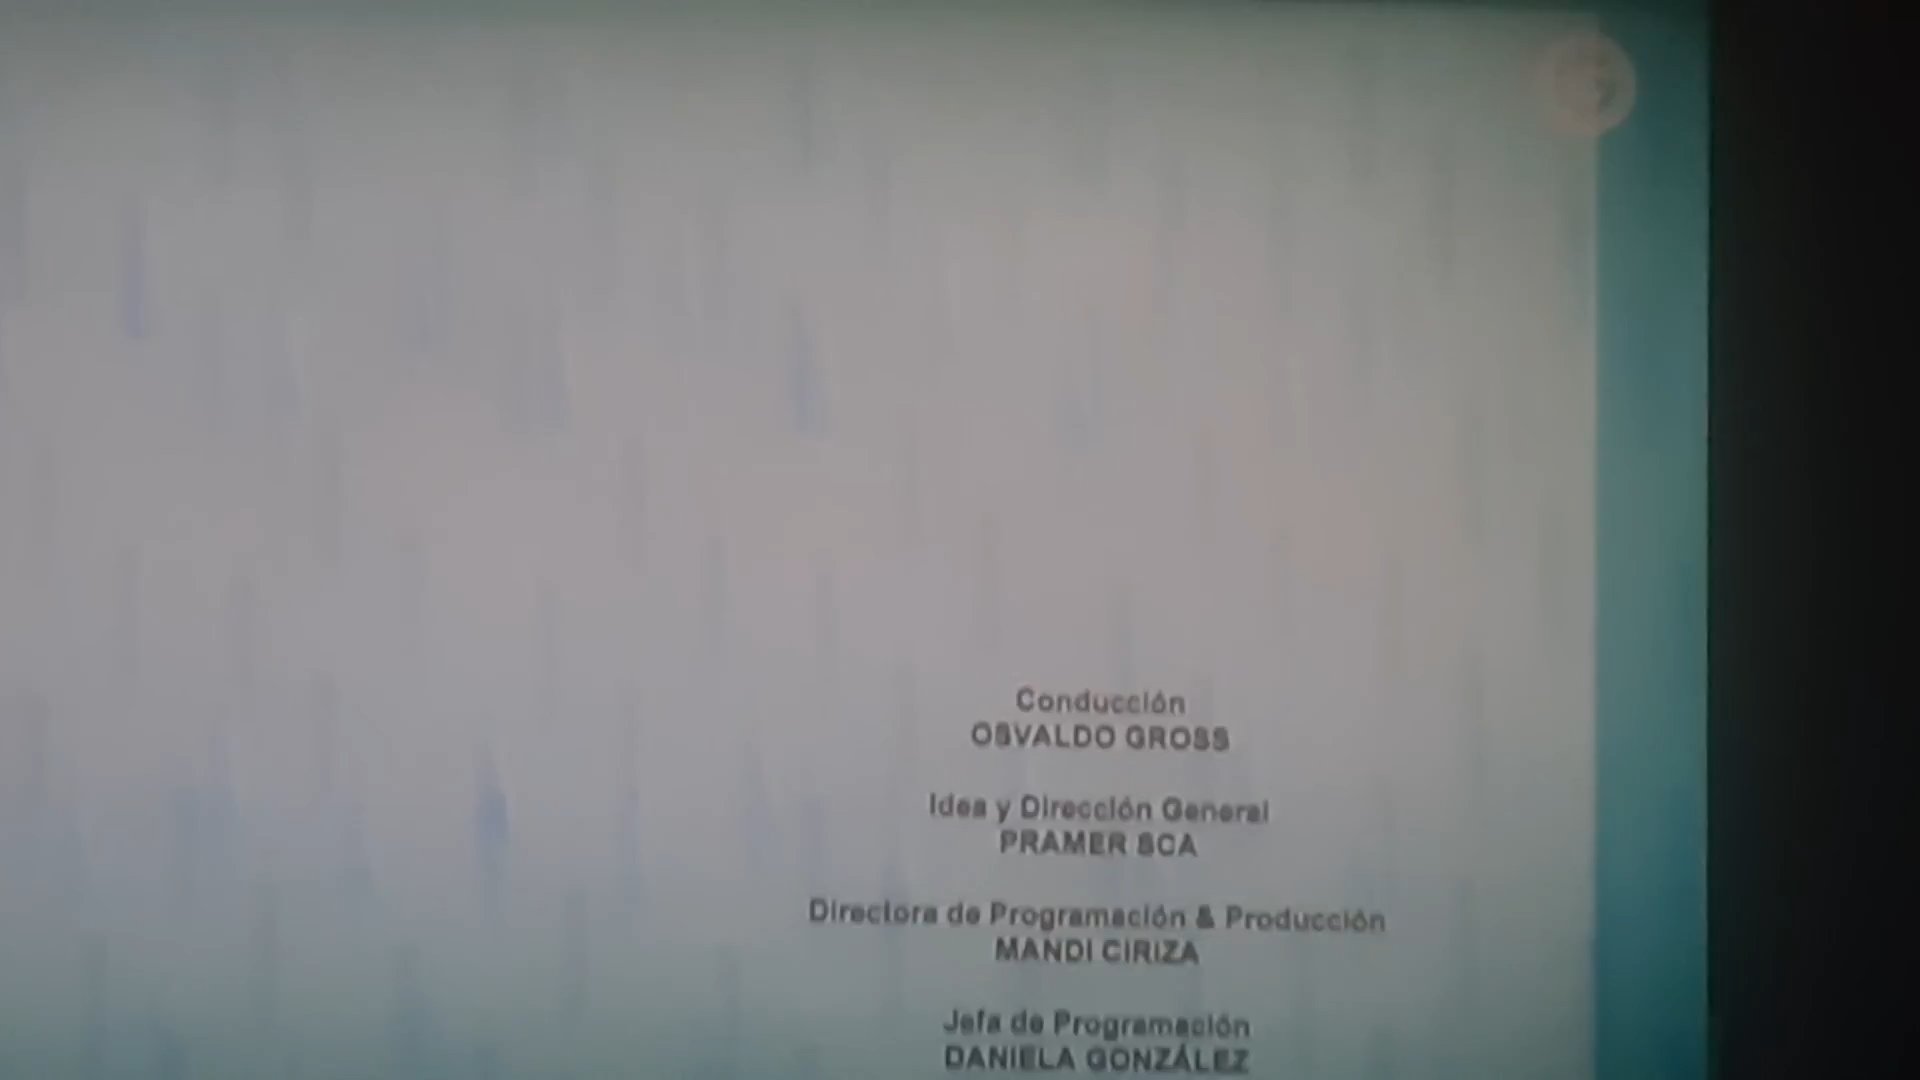 Conducción
OSVALDO GROSS
Idea y Dirección General
PRAMER SCA
Directora de Programación & Producción
MANDI CIRIZA
Jefa de Programación
DANIELA GONZÁLEZ